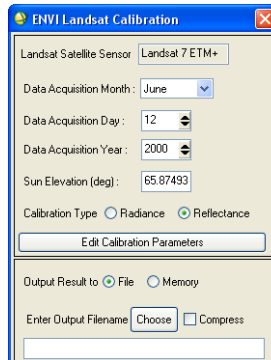 ENVI Landsat Calibration
Landsat Satellite Sensor Landsat 7 ETM+
Data Acquisition Month : June
Data Acquisition Day : 12
Data Acquisition Year : 2000
Sun Elevation (deg) : 65.87493
Calibration Type Radiance Reflectance
Edit Calibration Parameters
Output Result to File Memory
Enter Output Filename Choose Compress